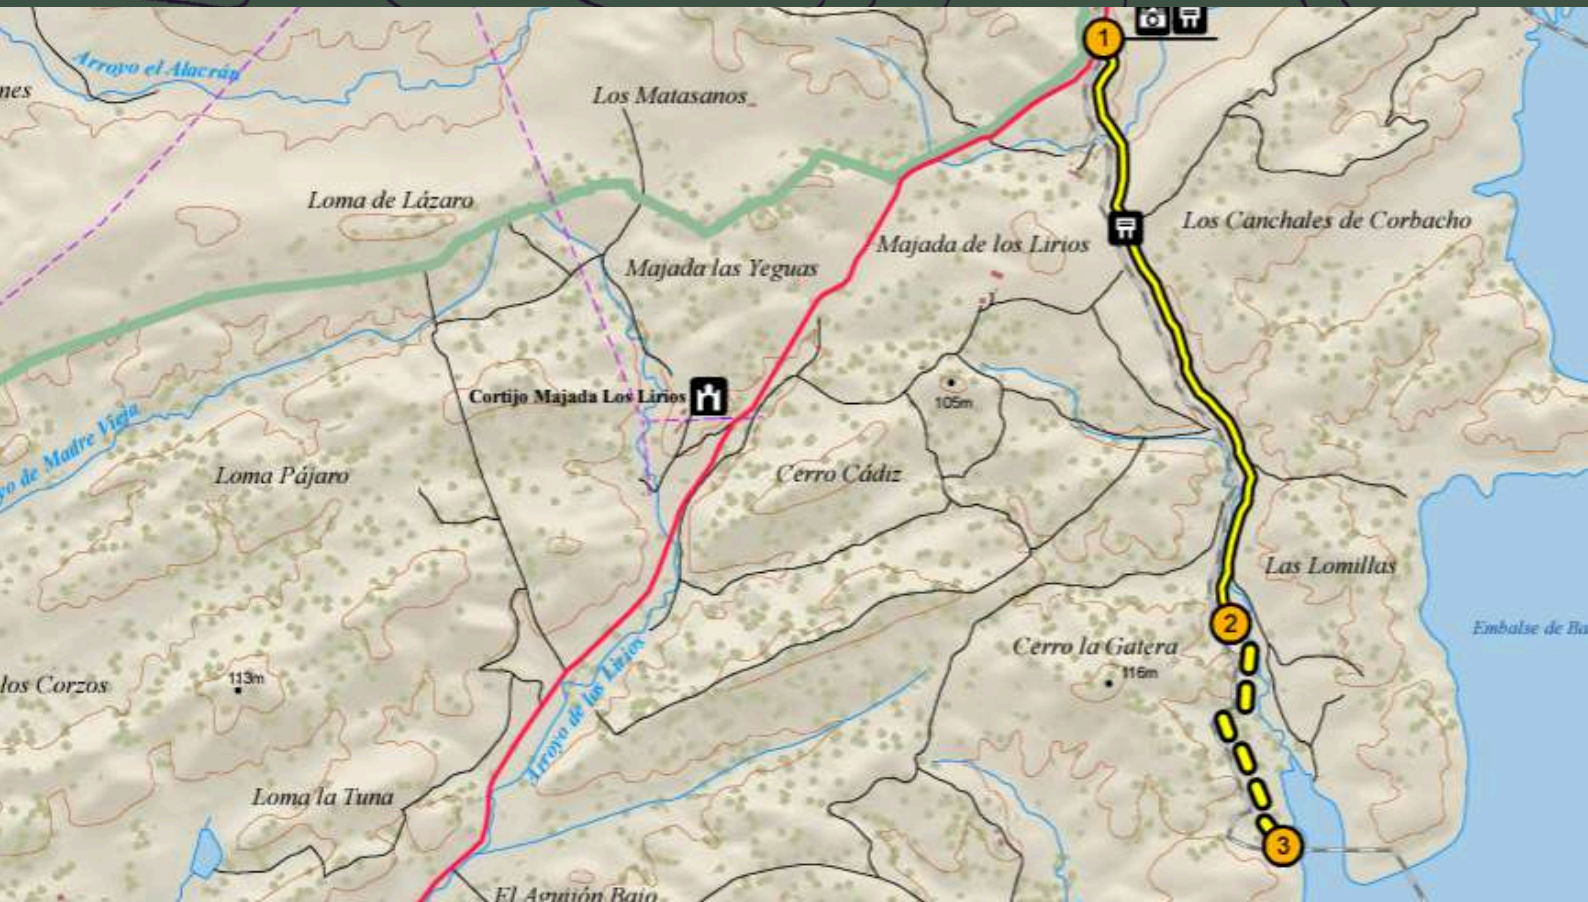 Arroyo el Alacrán
nes
Los Matasanos
1
Loma de Lázaro
Los Canchales de Corbacho
Majada de los Lirios
Majada las Yeguas
Cortijo Majada Los Lirios
105m
yo de Madre Vieja
Loma Pájaro
Cerro Cádiz
Las Lomillas
2
Embalse de Ba
Cerro la Gatera
116m
los Corzos
113m
Arroyo de los Lirios
Loma la Tuna
3
El Aguijón Bajo